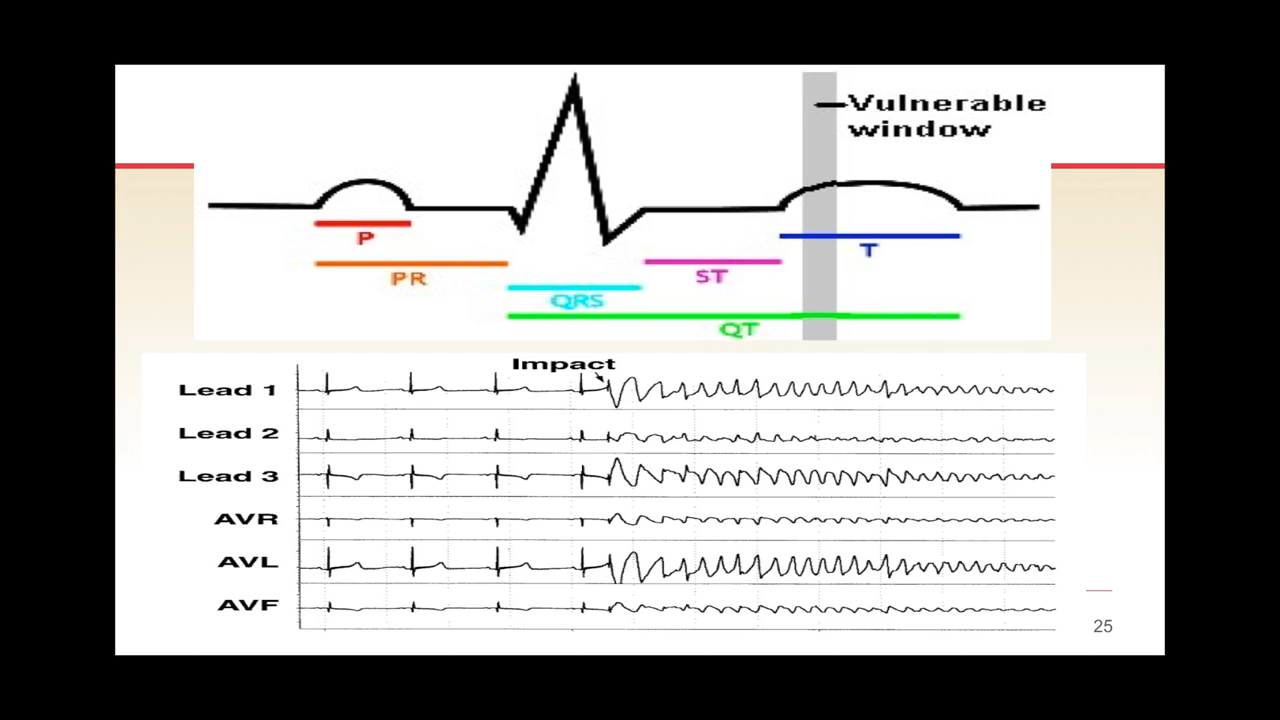 Vulnerable
window
P
T
PR
ST
QRS
QT
Impact
Lead 1
Lead 2
Lead 3
AVR
AVL
AVF
25